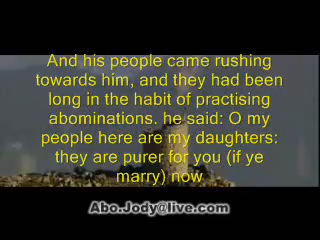 And his people came rushing
towards him, and they had been
long in the habit of practising
abominations. he said: O my
people here are my daughters:
they are purer for you (if ye
marry) now
Abo.Jody@live.com